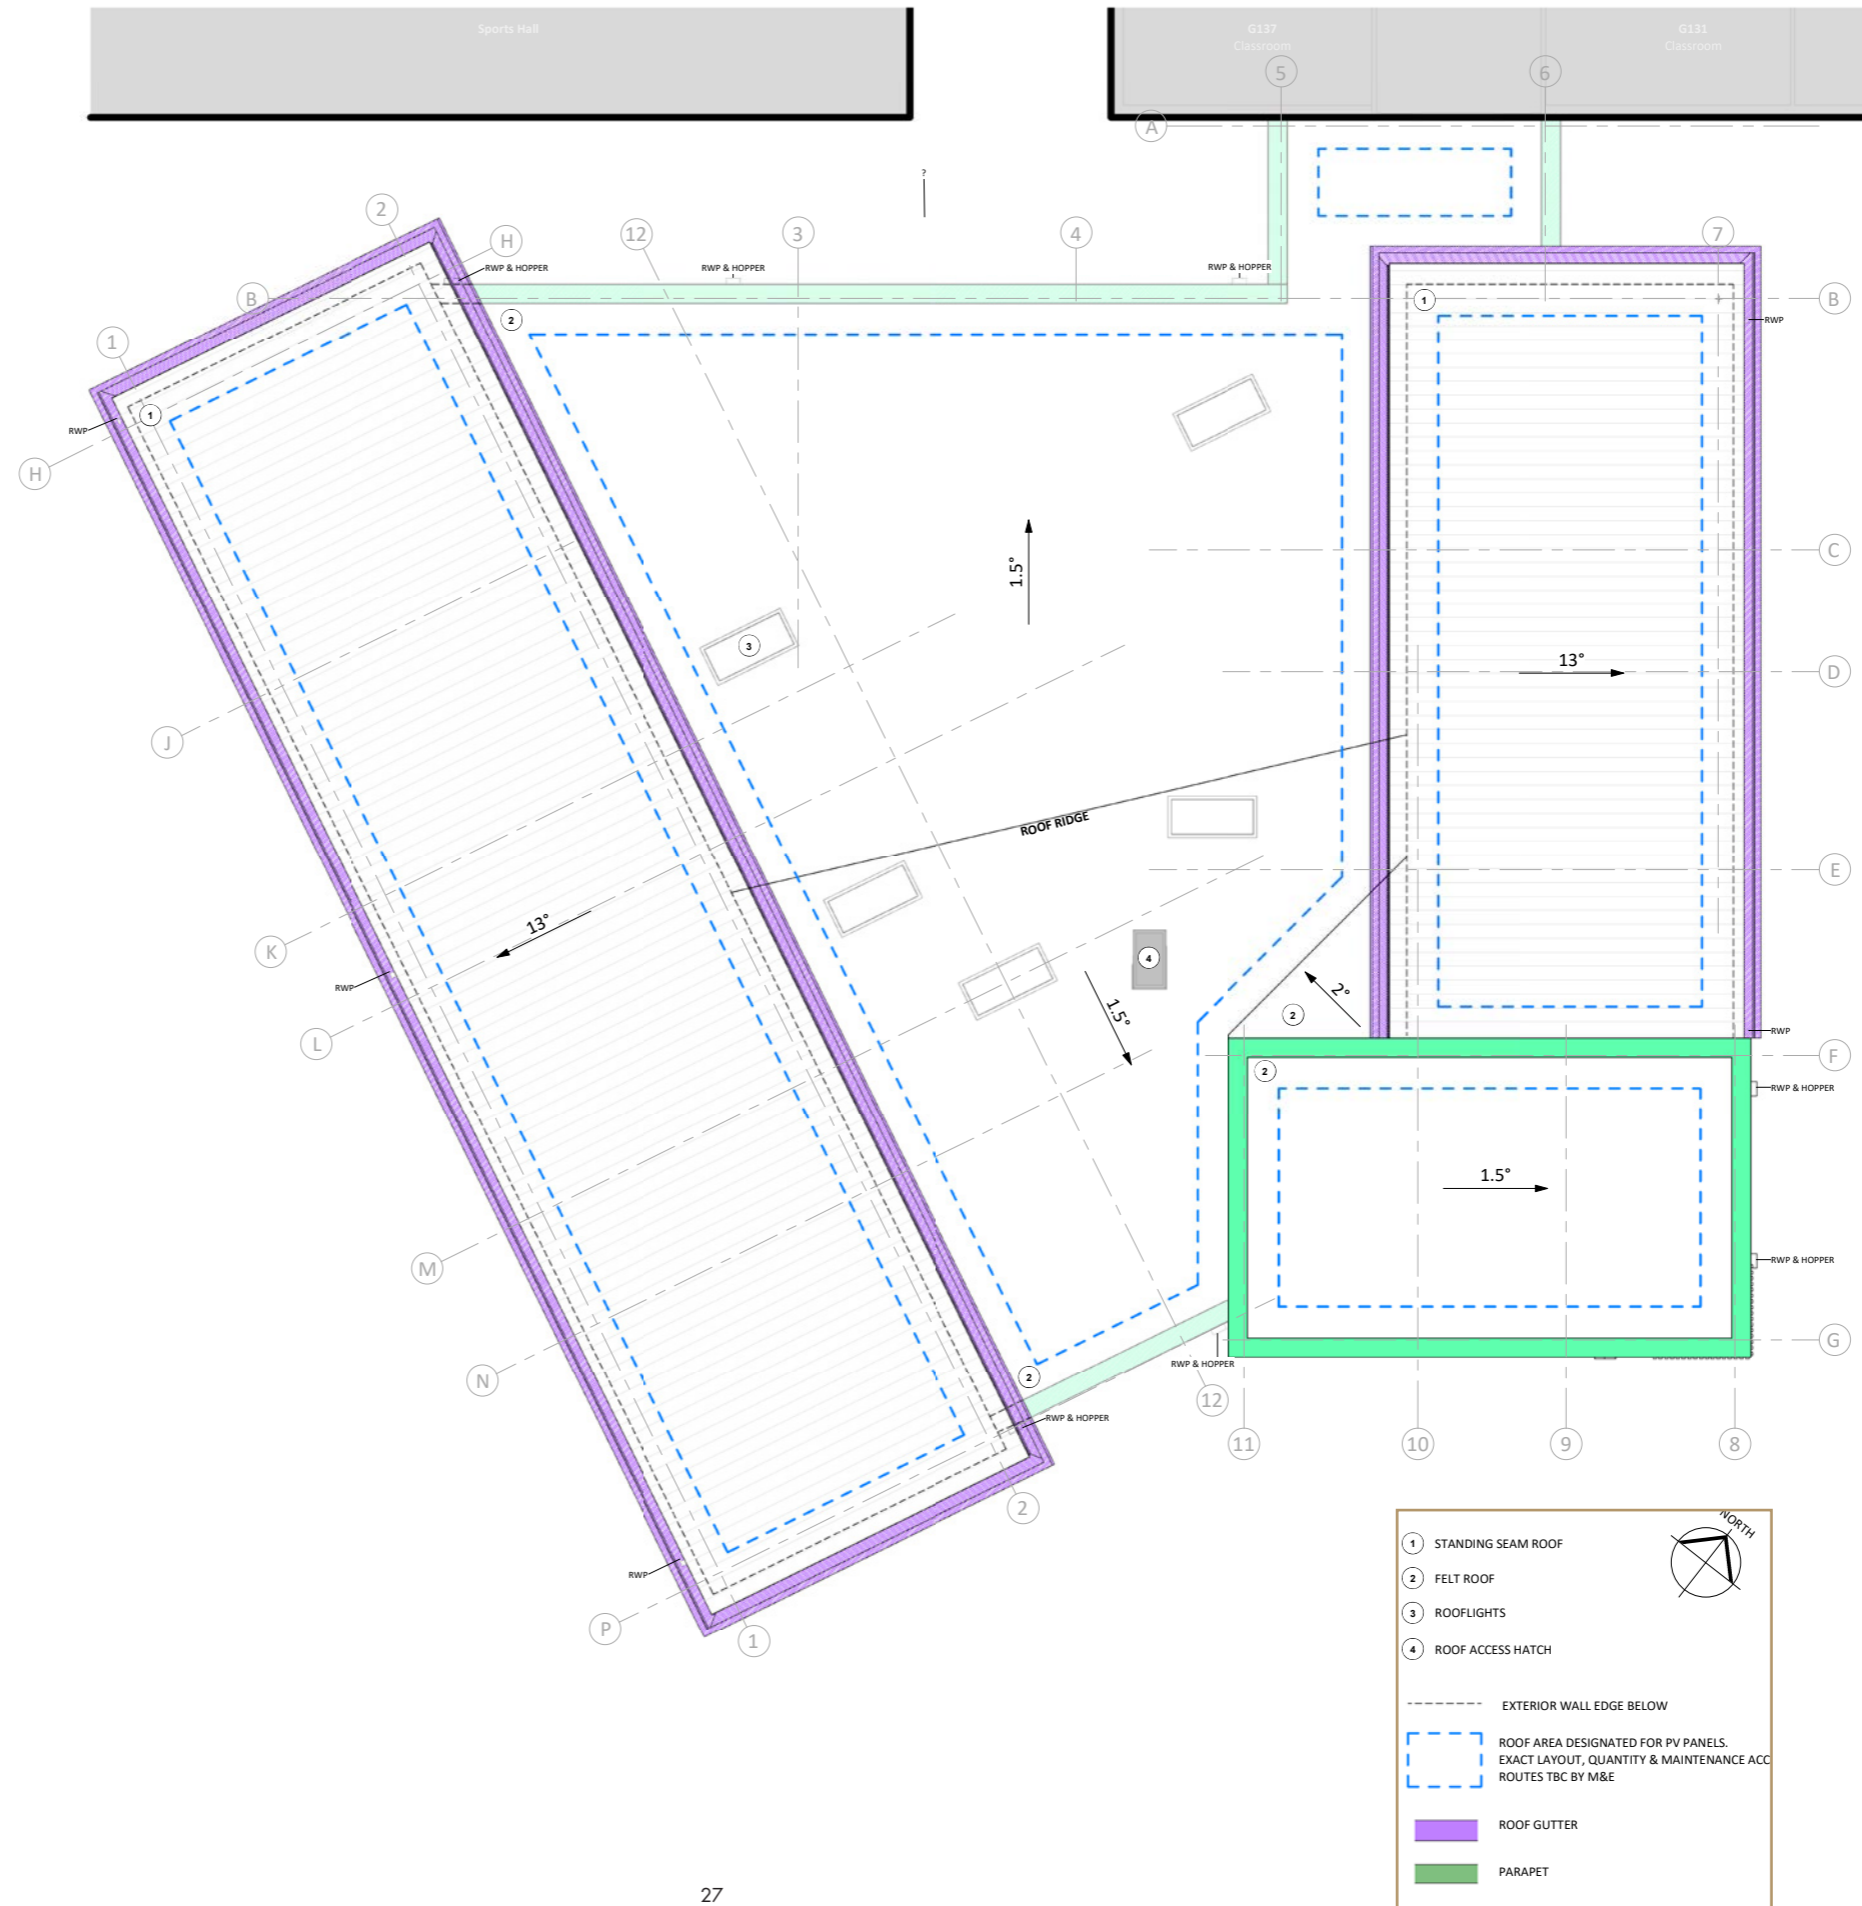 Sports Hall
G137
Classroom
G131
Classroom
5
6
A
?
2
12
3
4
7
H
RWP & HOPPER
RWP & HOPPER
RWP & HOPPER
B
B
1
2
RWP
1
1
RWP
H
C
1.5°
3
13°
D
J
ROOF RIDGE
E
13°
K
4
RWP
2°
1.5°
L
2
RWP
F
2
RWP & HOPPER
1.5°
M
RWP & HOPPER
G
RWP & HOPPER
2
N
12
RWP & HOPPER
11
10
9
8
2
RWP
P
1
NORTH
1 STANDING SEAM ROOF
2 FELT ROOF
3 ROOFLIGHTS
4 ROOF ACCESS HATCH
EXTERIOR WALL EDGE BELOW
ROOF AREA DESIGNATED FOR PV PANELS.
EXACT LAYOUT, QUANTITY & MAINTENANCE ACC
ROUTES TBC BY M&E
ROOF GUTTER
PARAPET
27